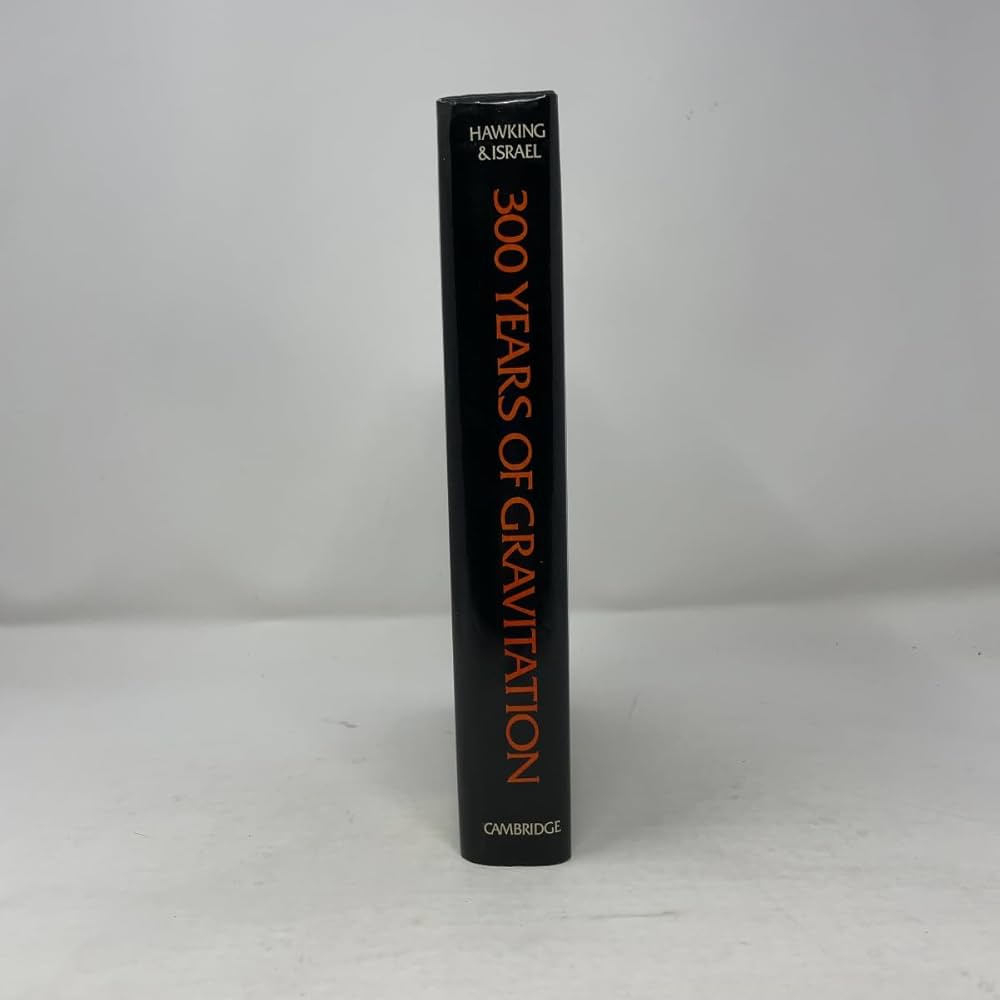 HAWKING
& ISRAEL
300 YEARS OF GRAVITATION
CAMBRIDGE